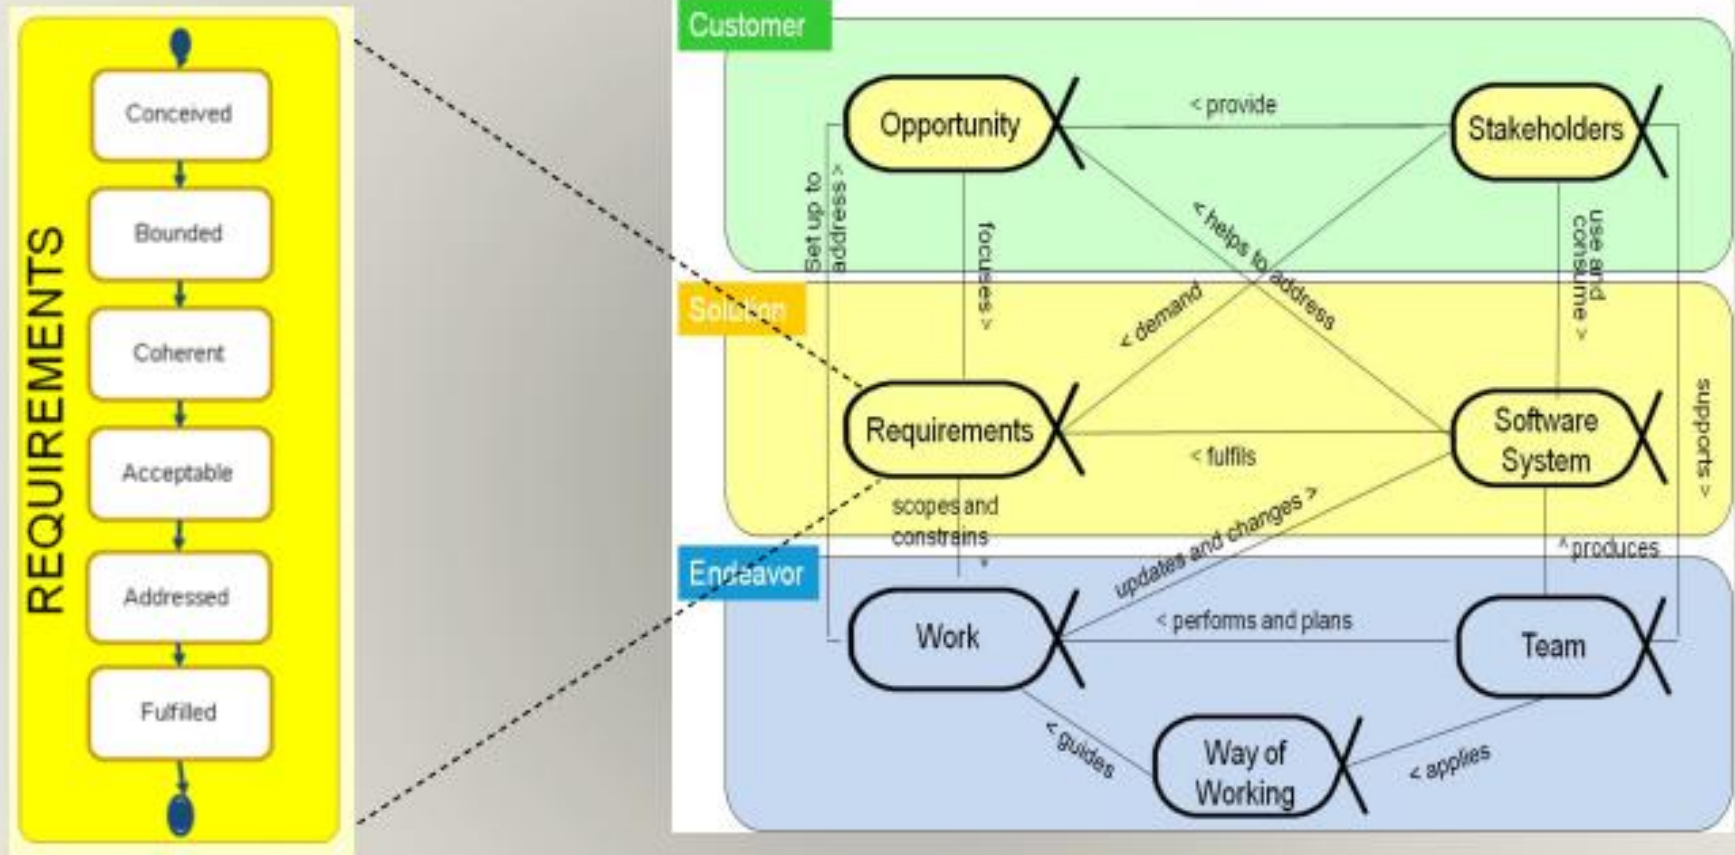 REQUIREMENTS
Conceived
Bounded
Coherent
Acceptable
Addressed
Fulfilled
Customer
Opportunity
< provide
Stakeholders
Set up to
address >
focuses >
< helps to address
use and
consume >
< demand
Solution
Requirements
< fulfils
Software
System
supports >
scopes and
constrains
updates and changes >
^ produces
Endeavor
Work
< performs and plans
Team
< guides
Way of
Working
< applies